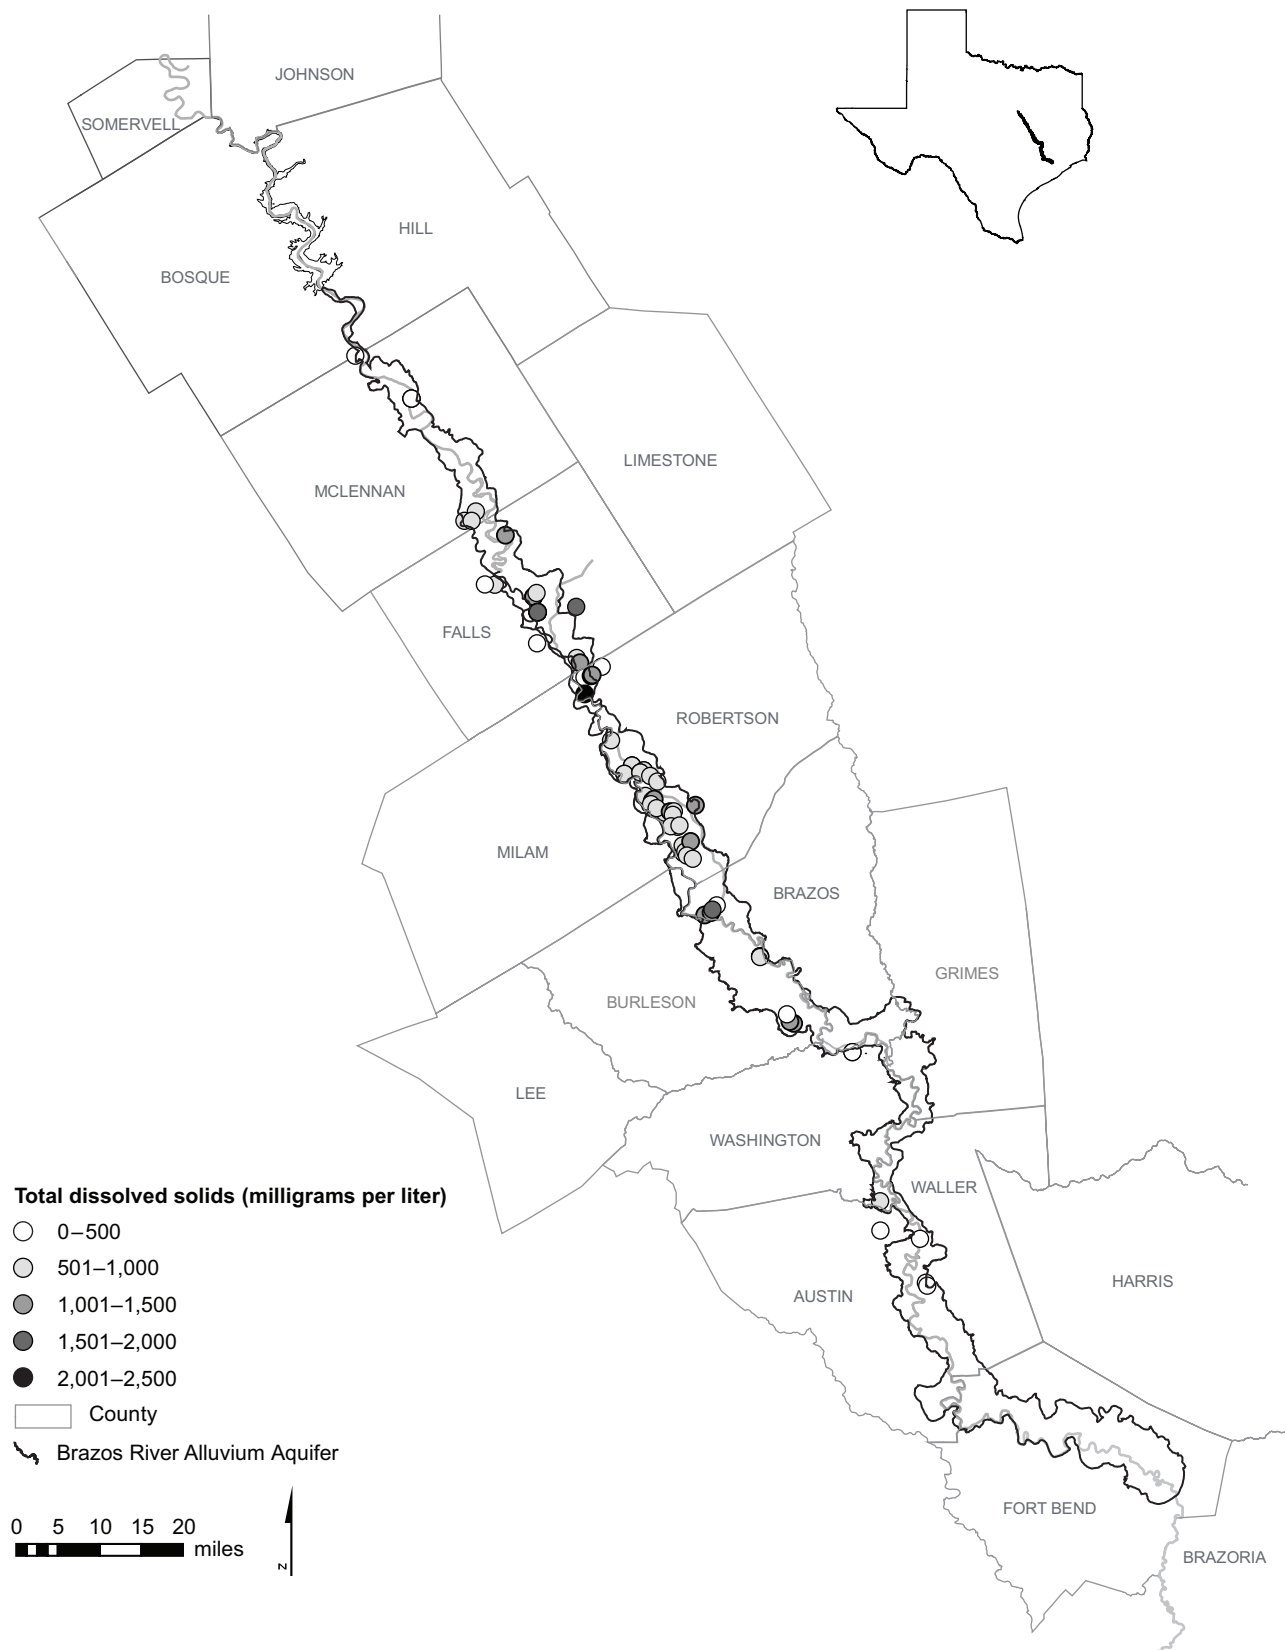 JOHNSON
SOMERVELL
HILL
BOSQUE
LIMESTONE
MCLENNAN
FALLS
ROBERTSON
MILAM
BRAZOS
GRIMES
BURLESON
LEE
WASHINGTON
WALLER
HARRIS
AUSTIN
FORT BEND
BRAZORIA
Total dissolved solids (milligrams per liter)
0–500
501–1,000
1,001–1,500
1,501–2,000
2,001–2,500
County
Brazos River Alluvium Aquifer
0 5 10 15 20
miles
N